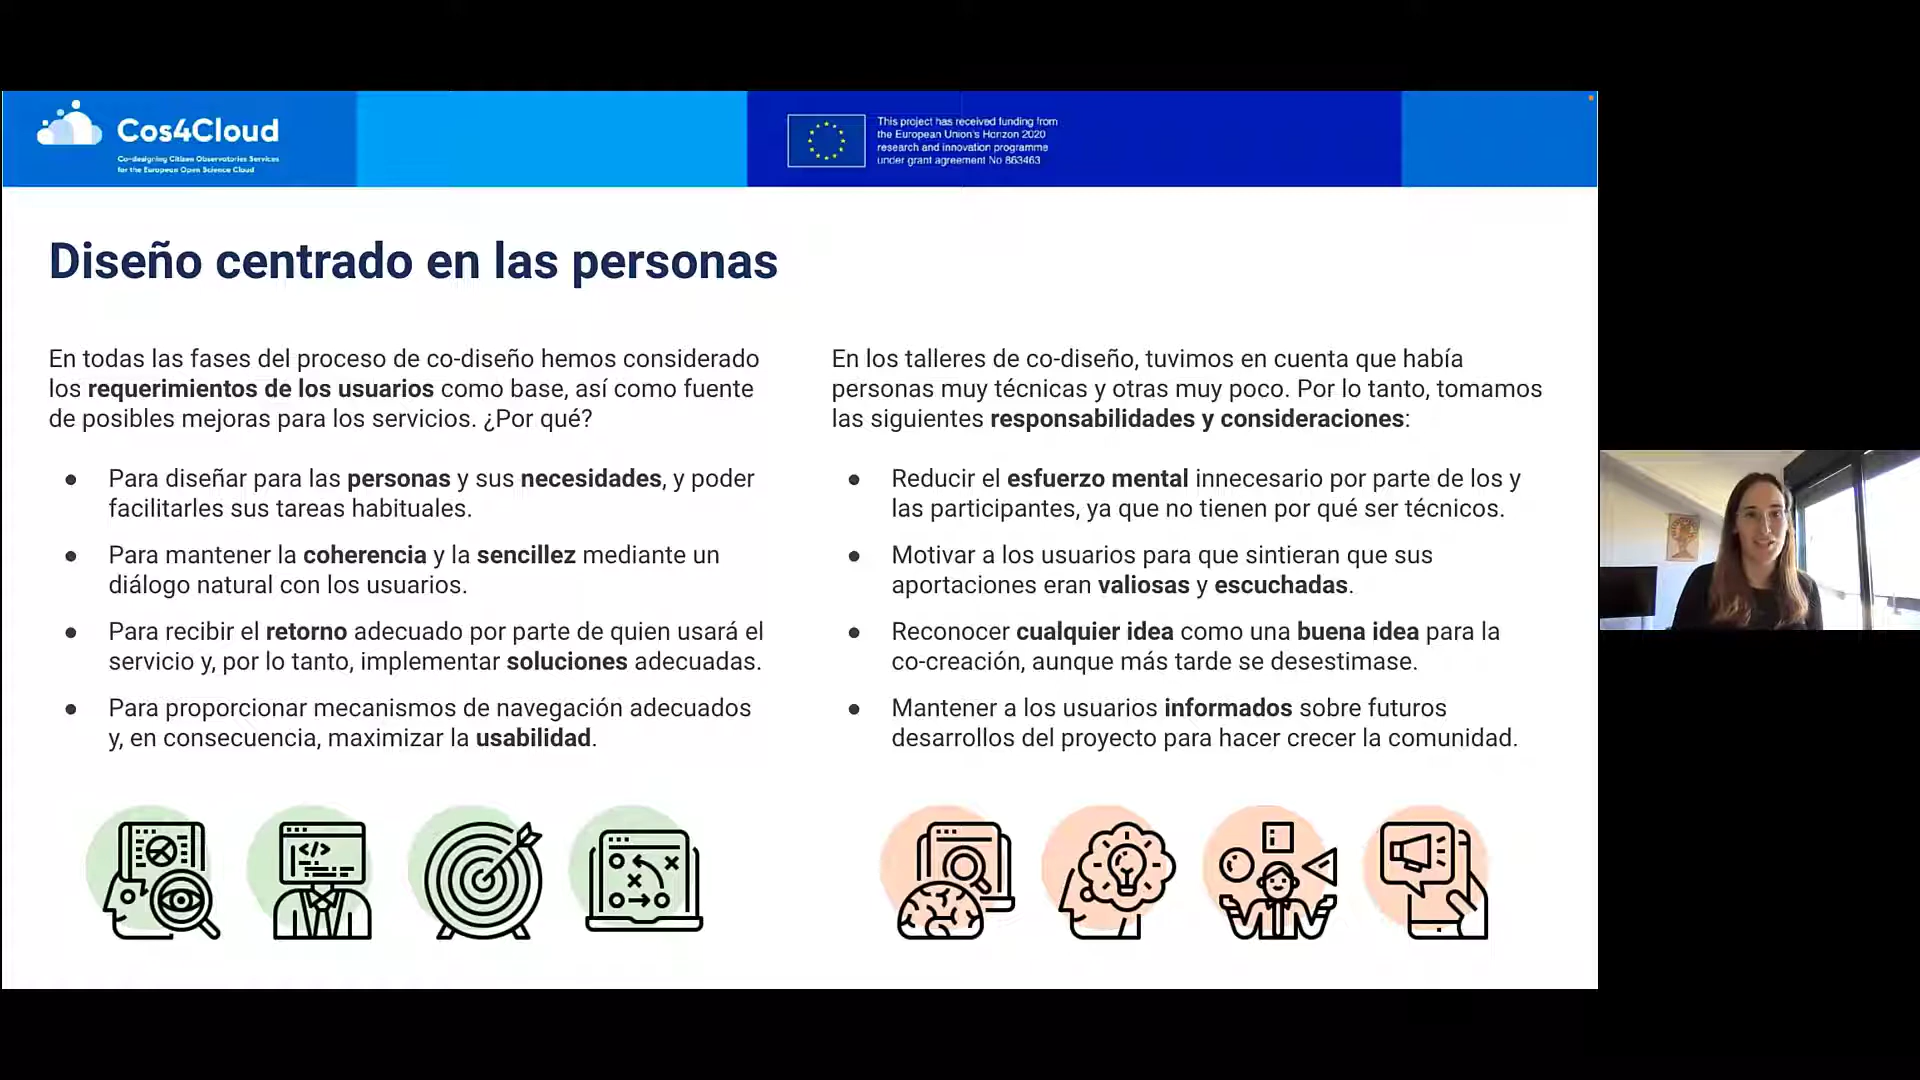 Cos4Cloud
Co-designing Citizen Observatories Services
for the European Open Science Cloud
This project has received funding from
the European Union's Horizon 2020
research and innovation programme
under grant agreement No 863463
Diseño centrado en las personas
En todas las fases del proceso de co-diseño hemos considerado
los requerimientos de los usuarios como base, así como fuente
de posibles mejoras para los servicios. ¿Por qué?
● Para diseñar para las personas y sus necesidades, y poder
facilitarles sus tareas habituales.
● Para mantener la coherencia y la sencillez mediante un
diálogo natural con los usuarios.
● Para recibir el retorno adecuado por parte de quien usará el
servicio y, por lo tanto, implementar soluciones adecuadas.
● Para proporcionar mecanismos de navegación adecuados
y, en consecuencia, maximizar la usabilidad.
En los talleres de co-diseño, tuvimos en cuenta que había
personas muy técnicas y otras muy poco. Por lo tanto, tomamos
las siguientes responsabilidades y consideraciones:
● Reducir el esfuerzo mental innecesario por parte de los y
las participantes, ya que no tienen por qué ser técnicos.
● Motivar a los usuarios para que sintieran que sus
aportaciones eran valiosas y escuchadas.
● Reconocer cualquier idea como una buena idea para la
co-creación, aunque más tarde se desestimase.
● Mantener a los usuarios informados sobre futuros
desarrollos del proyecto para hacer crecer la comunidad.